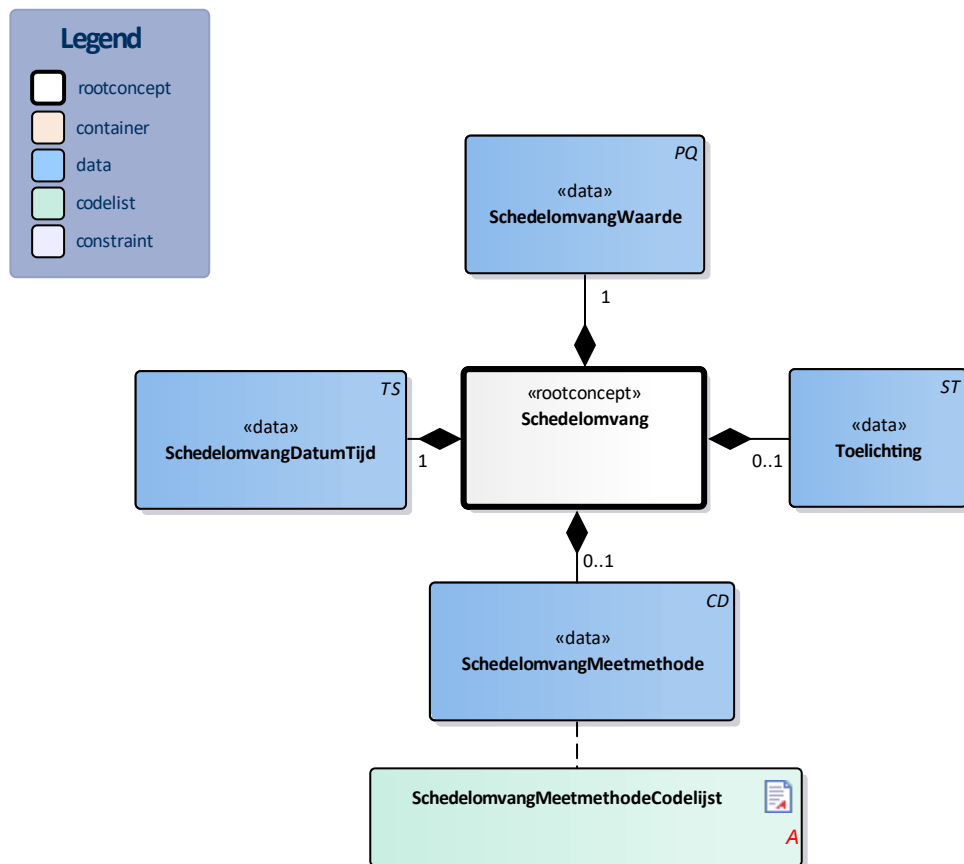 Legend
rootconcept
container
data
codelist
constraint
PQ
«data»
SchedelomvangWaarde
1
TS
«data»
SchedelomvangDatumTijd
1
«rootconcept»
Schedelomvang
ST
«data»
Toelichting
0..1
0..1
CD
«data»
SchedelomvangMeetmethode
SchedelomvangMeetmethodeCodelijst
A